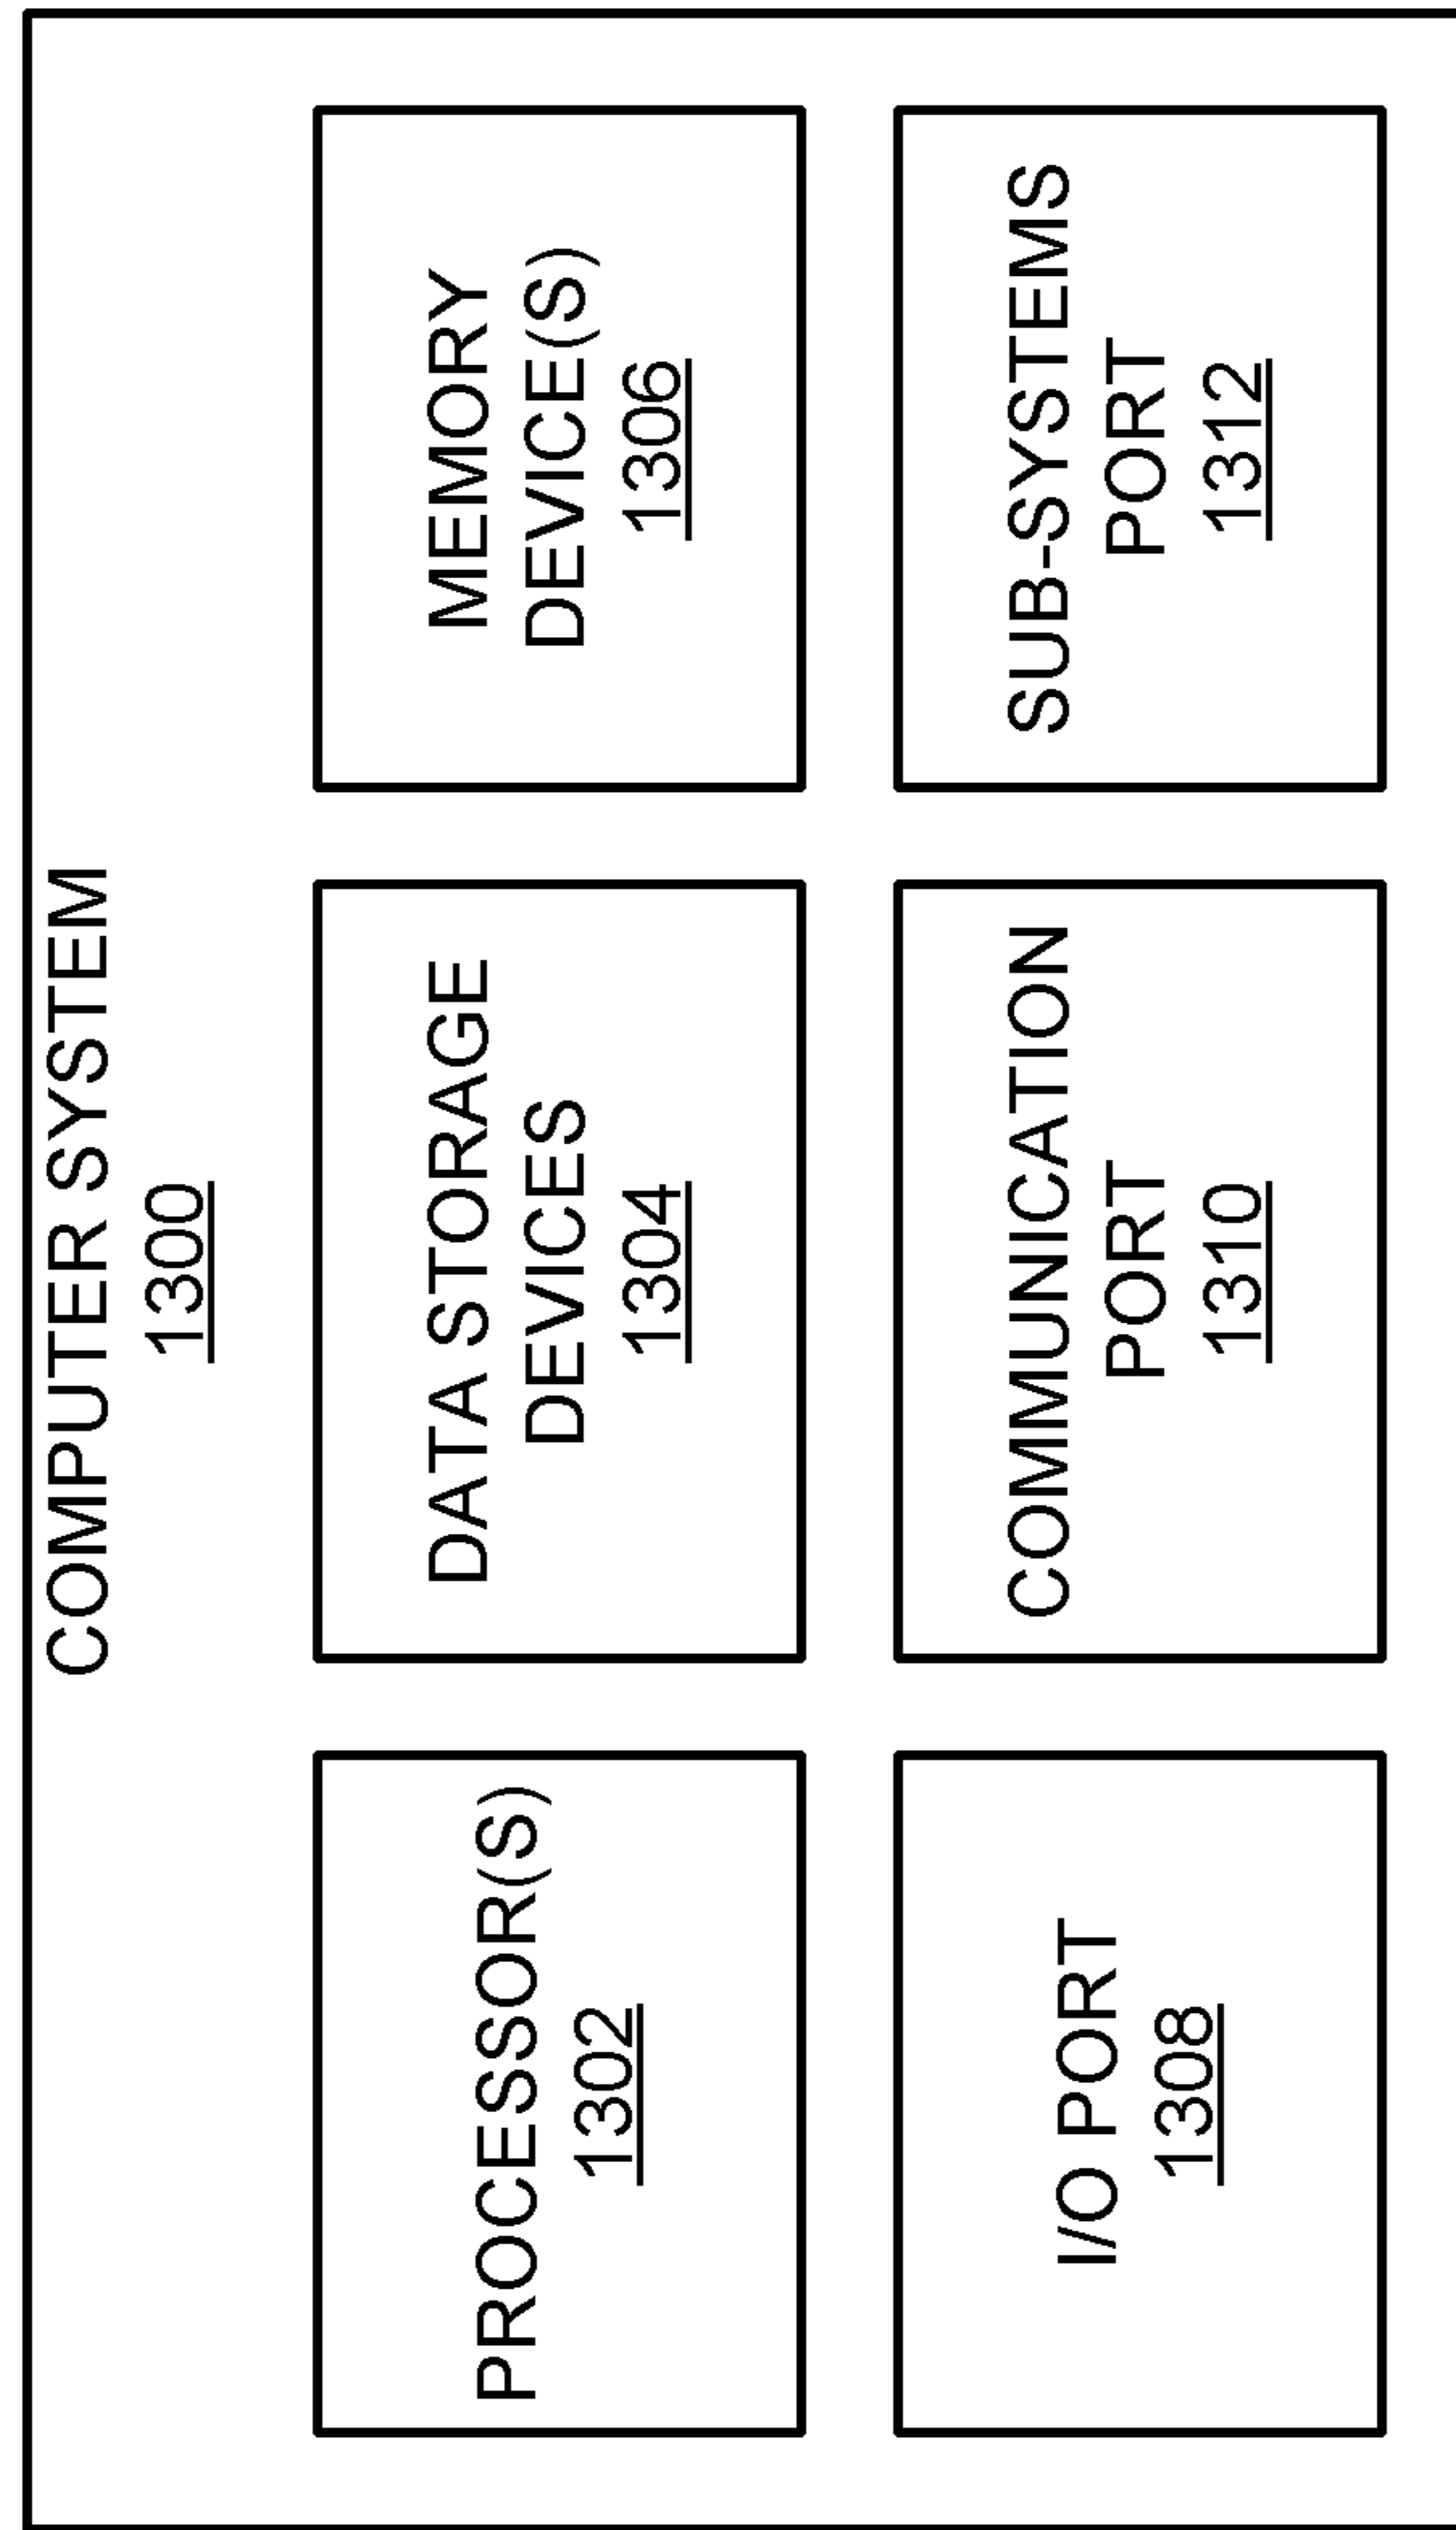 COMPUTER SYSTEM
1300
PROCESSOR(S)
1302
DATA STORAGE
DEVICES
1304
MEMORY
DEVICE(S)
1306
I/O PORT
1308
COMMUNICATION
PORT
1310
SUB-SYSTEMS
PORT
1312